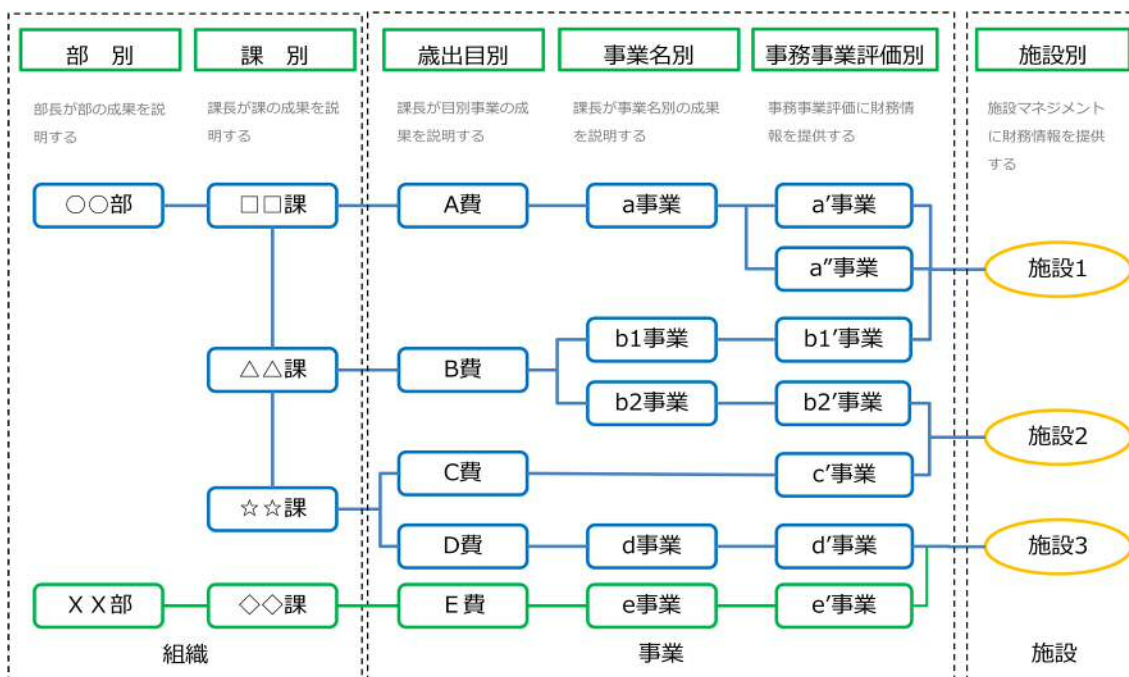 部 別
課 別
歳出目別
事業名別
事務事業評価別
施設別
部長が部の成果を説
明する
課長が課の成果を説
明する
課長が目別事業の成
果を説明する
課長が事業名別の成果
を説明する
事務事業評価に財務情
報を提供する
施設マネジメント
に財務情報を提供
する
○○部
□□課
A費
a事業
a′事業
a″事業
施設1
b1事業
b1′事業
△△課
B費
b2事業
b2′事業
施設2
C費
c′事業
☆☆課
D費
d事業
d′事業
施設3
XX部
◇◇課
E費
e事業
e′事業
組織
事業
施設